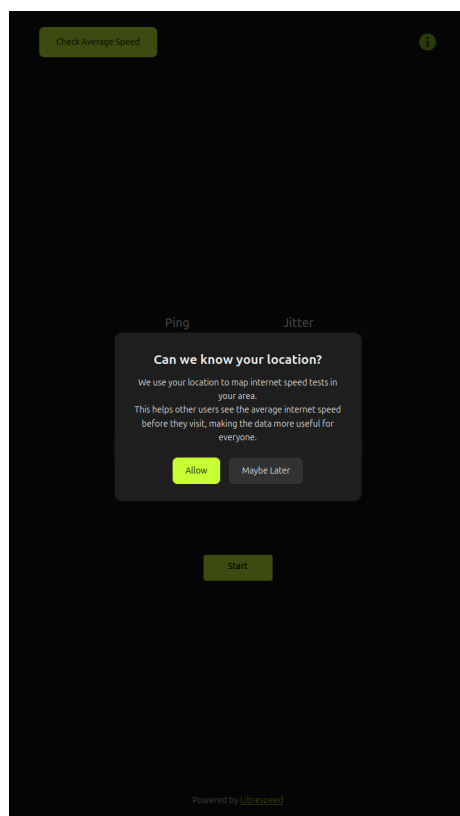 Check Average Speed
i
Ping
Jitter
Can we know your location?
We use your location to map internet speed tests in
your area.
This helps other users see the average internet speed
before they visit, making the data more useful for
everyone.
Allow
Maybe Later
Start
Powered by Librespeed